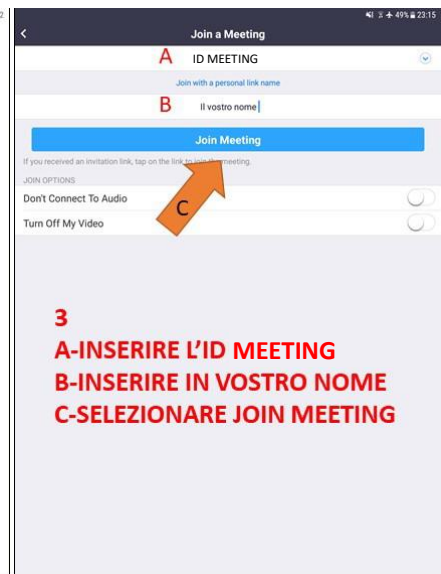 2
49% 23:15
Join a Meeting
A ID MEETING
Join with a personal link name
B Il vostro nome
Join Meeting
If you received an invitation link, tap on the link to join the meeting.
JOIN OPTIONS
Don't Connect To Audio
C
Turn Off My Video
3
A-INSERIRE L'ID MEETING
B-INSERIRE IN VOSTRO NOME
C-SELEZIONARE JOIN MEETING